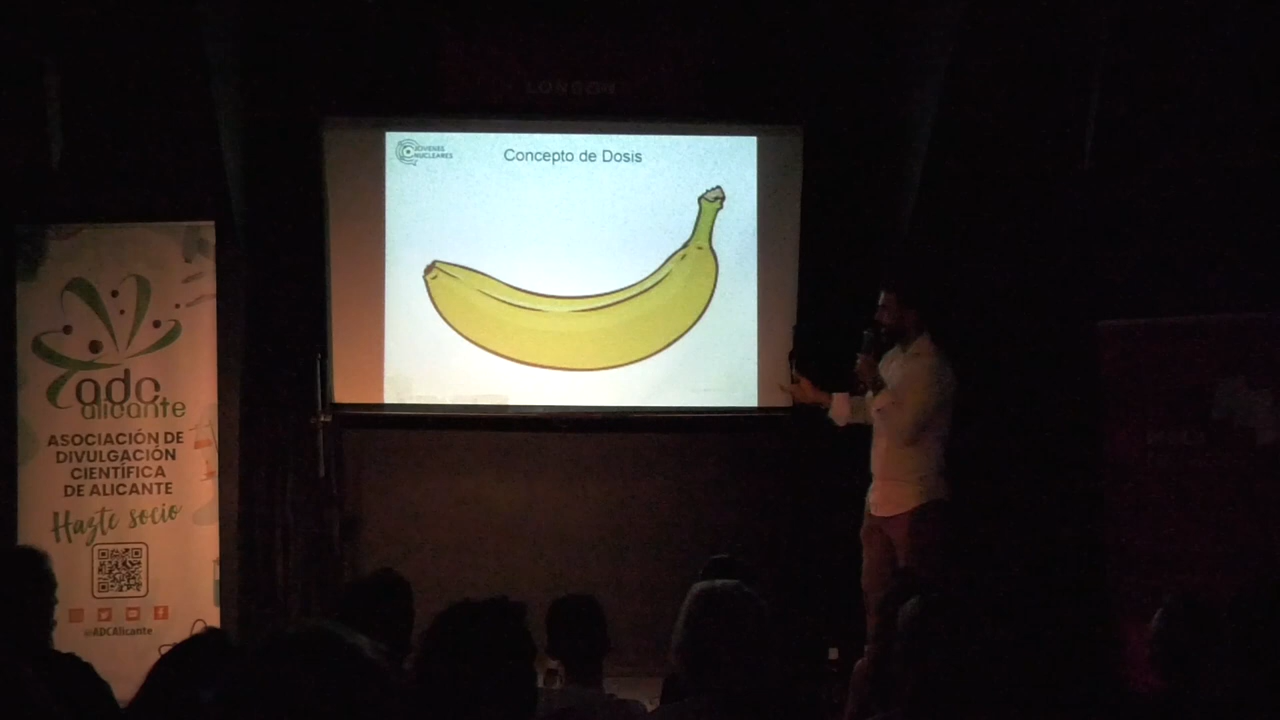 LONDON
JÓVENES
NUCLEARES
Concepto de Dosis
adc
alicante
ASOCIACIÓN DE
DIVULGACIÓN
CIENTÍFICA
DE ALICANTE
Hazte socio
@ADCAlicante